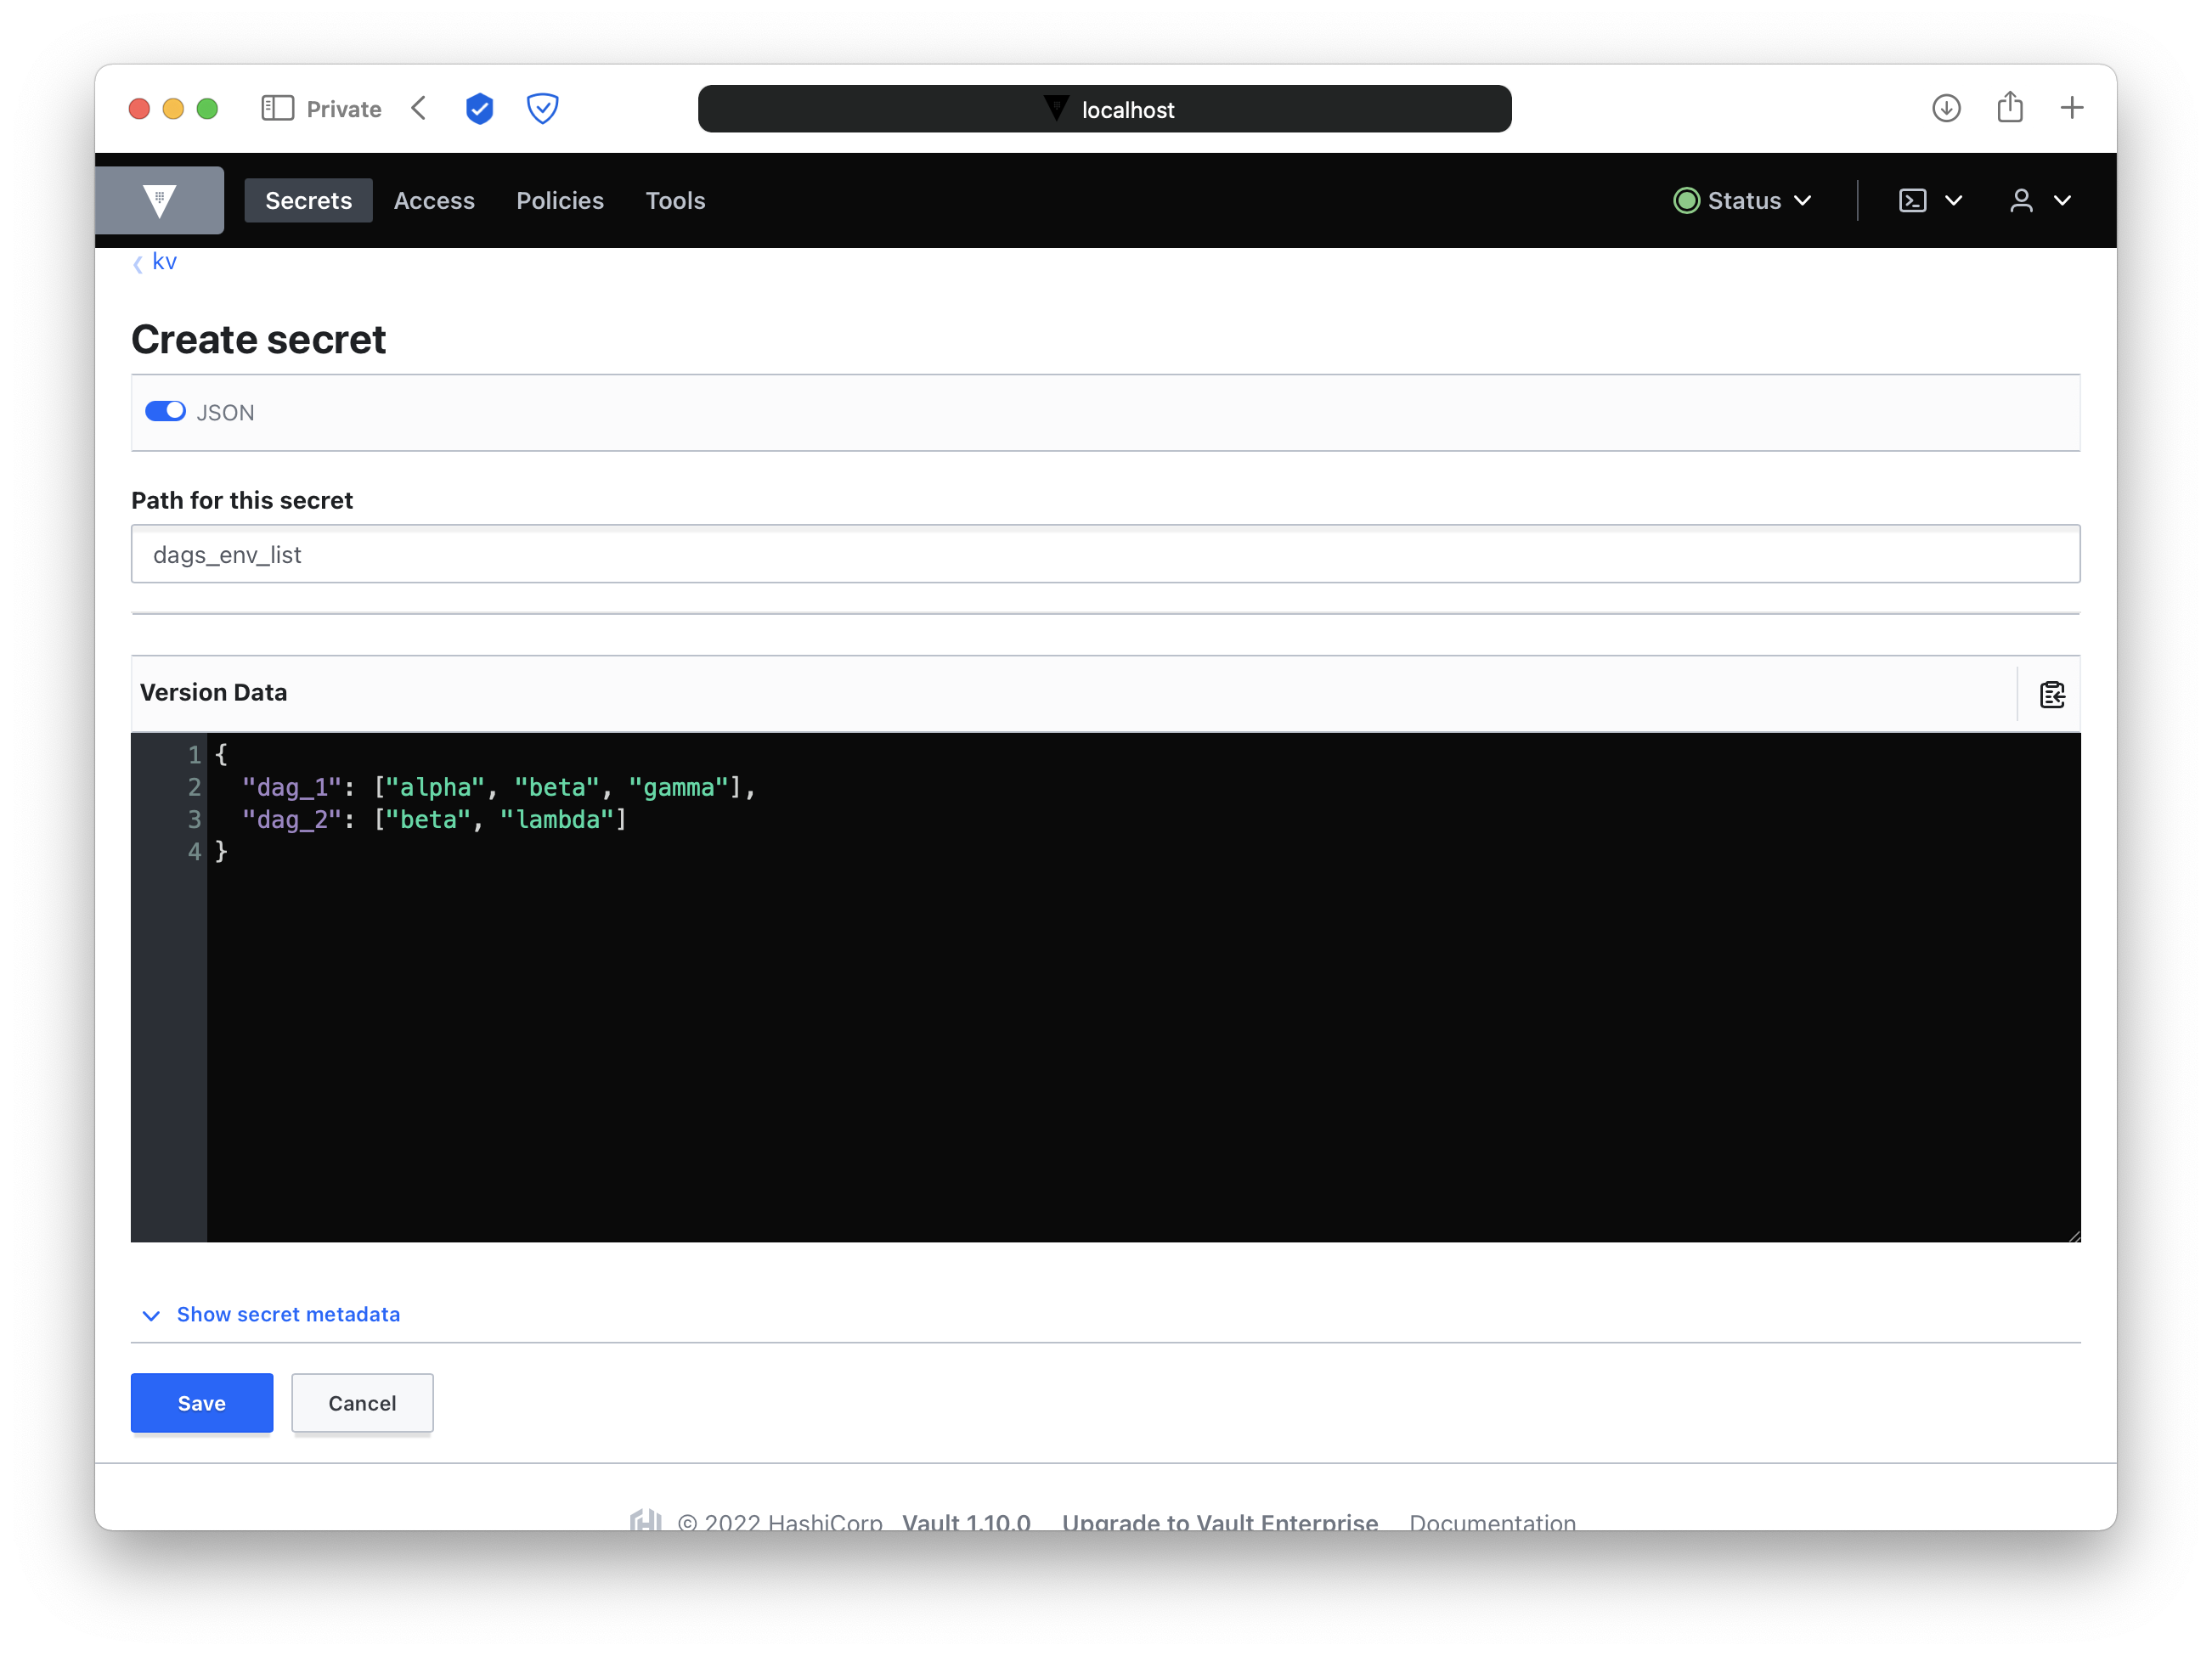 Private
localhost
Secrets Access Policies Tools Status
kv
Create secret
JSON
Path for this secret
dags_env_list
Version Data
1 {
2 "dag_1": ["alpha", "beta", "gamma"],
3 "dag_2": ["beta", "lambda"]
4 }
Show secret metadata
Save Cancel
© 2022 HashiCorp Vault 1.10.0 Upgrade to Vault Enterprise Documentation